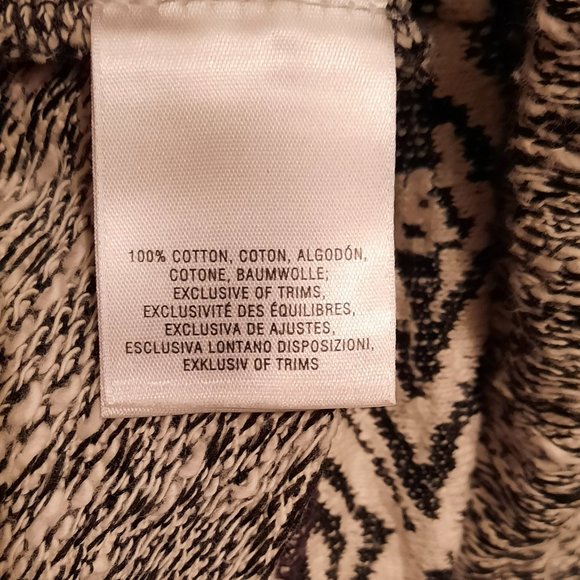 100% COTTON, COTON, ALGODÓN,
COTONE, BAUMWOLLE;
EXCLUSIVE OF TRIMS,
EXCLUSIVITÉ DES ÉQUILIBRES,
EXCLUSIVA DE AJUSTES,
ESCLUSIVA LONTANO DISPOSIZIONI,
EXKLUSIV OF TRIMS